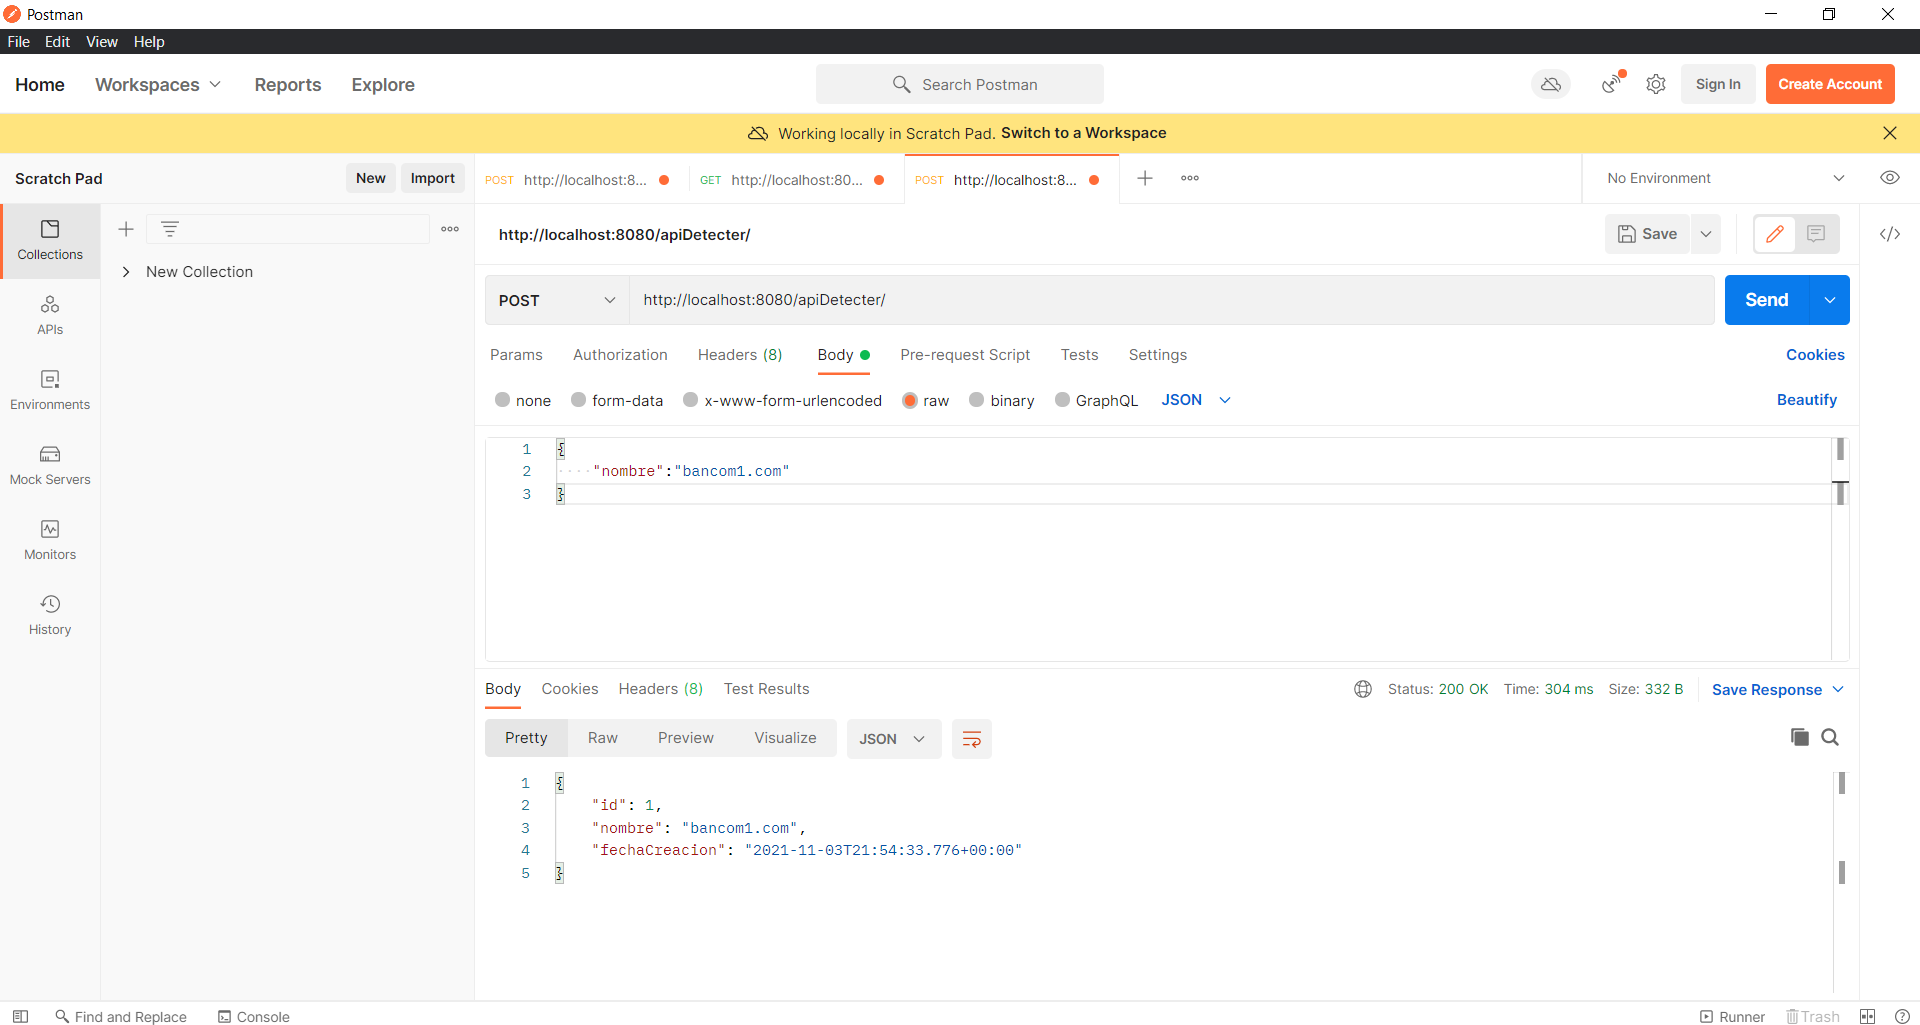 Postman
File Edit View Help
Home Workspaces Reports Explore Search Postman Sign In Create Account
Working locally in Scratch Pad. Switch to a Workspace
Scratch Pad New Import POST http://localhost:8... GET http://localhost:80... POST http://localhost:8... No Environment
Collections
APIs
Environments
Mock Servers
Monitors
History
New Collection
http://localhost:8080/apiDetecter/ Save
POST http://localhost:8080/apiDetecter/ Send
Params Authorization Headers (8) Body Pre-request Script Tests Settings Cookies
none form-data x-www-form-urlencoded raw binary GraphQL JSON Beautify
1 {
2 ····"nombre":"bancom1.com"
3 }
Body Cookies Headers (8) Test Results Status: 200 OK Time: 304 ms Size: 332 B Save Response
Pretty Raw Preview Visualize JSON
1 {
2 "id": 1,
3 "nombre": "bancom1.com",
4 "fechaCreacion": "2021-11-03T21:54:33.776+00:00"
5 }
Find and Replace Console Runner Trash